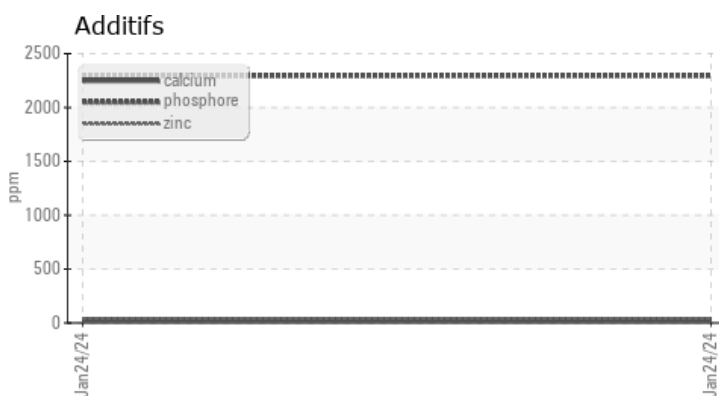 Additifs
2500
calcium
2000
phosphore
zinc
1500
ppm
1000
500
0
Jan24/24
Jan24/24